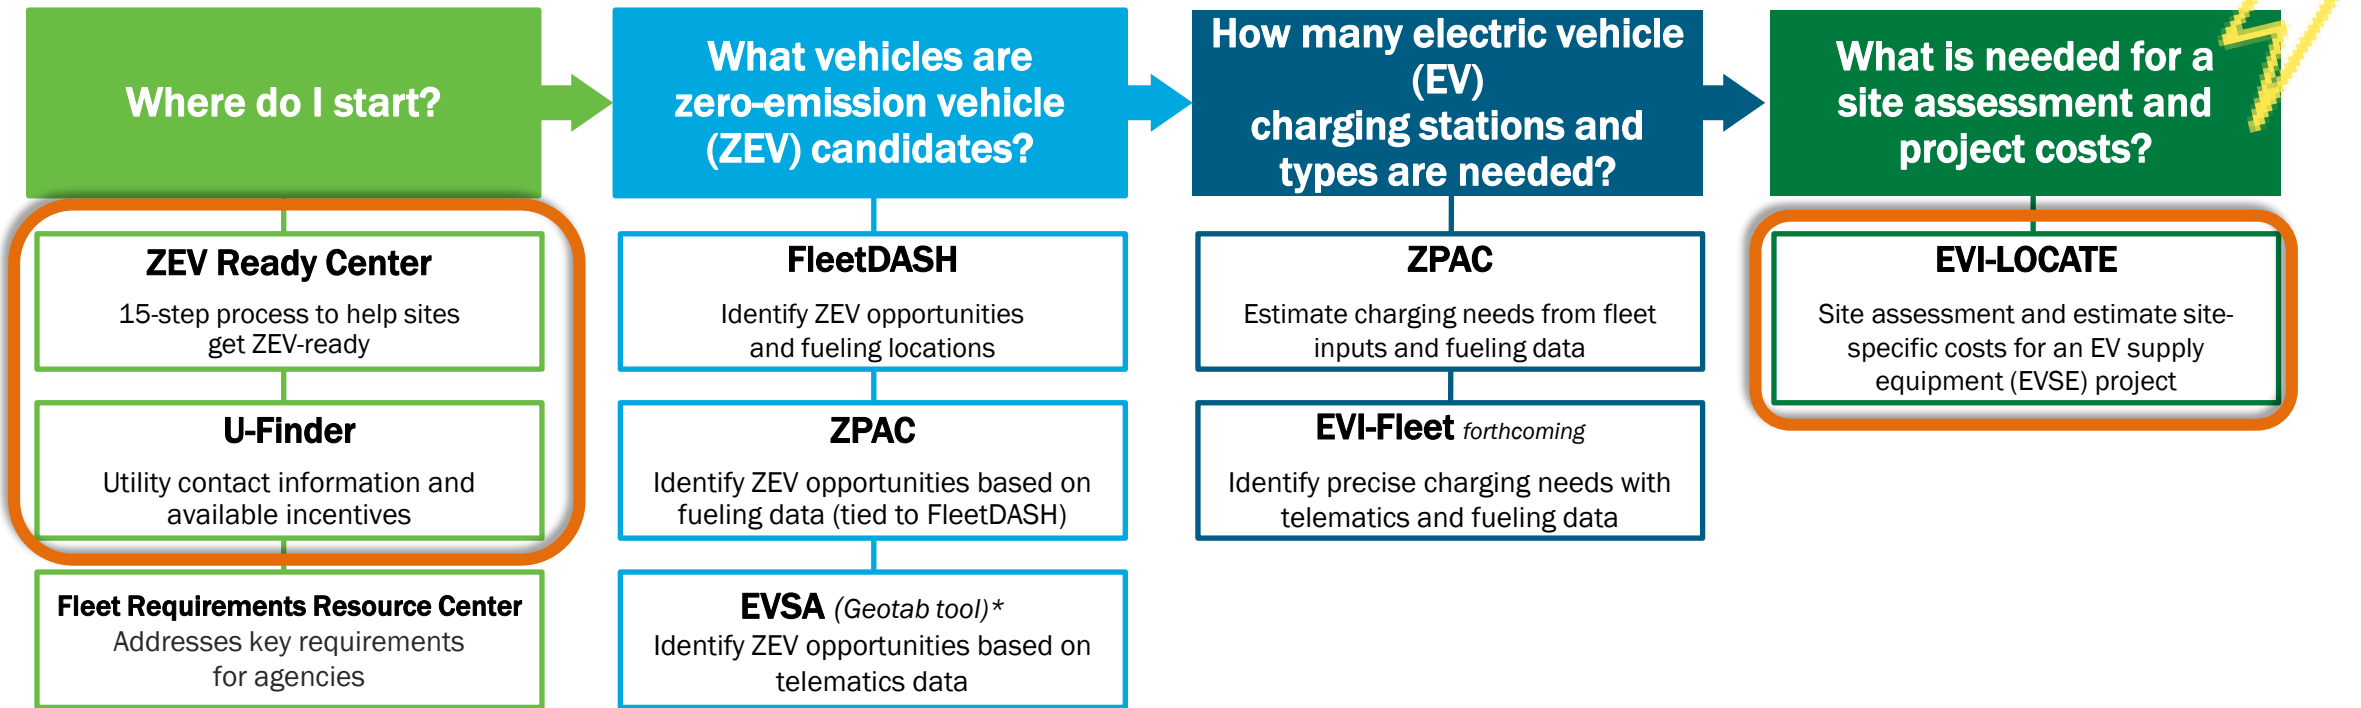 Where do I start?
ZEV Ready Center
15-step process to help sites
get ZEV-ready
U-Finder
Utility contact information and
available incentives
Fleet Requirements Resource Center
Addresses key requirements
for agencies
What vehicles are
zero-emission vehicle
(ZEV) candidates?
FleetDASH
Identify ZEV opportunities
and fueling locations
ZPAC
Identify ZEV opportunities based on
fueling data (tied to FleetDASH)
EVSA (Geotab tool)*
Identify ZEV opportunities based on
telematics data
How many electric vehicle
(EV)
charging stations and
types are needed?
ZPAC
Estimate charging needs from fleet
inputs and fueling data
EVI-Fleet forthcoming
Identify precise charging needs with
telematics and fueling data
What is needed for a
site assessment and
project costs?
EVI-LOCATE
Site assessment and estimate site-
specific costs for an EV supply
equipment (EVSE) project